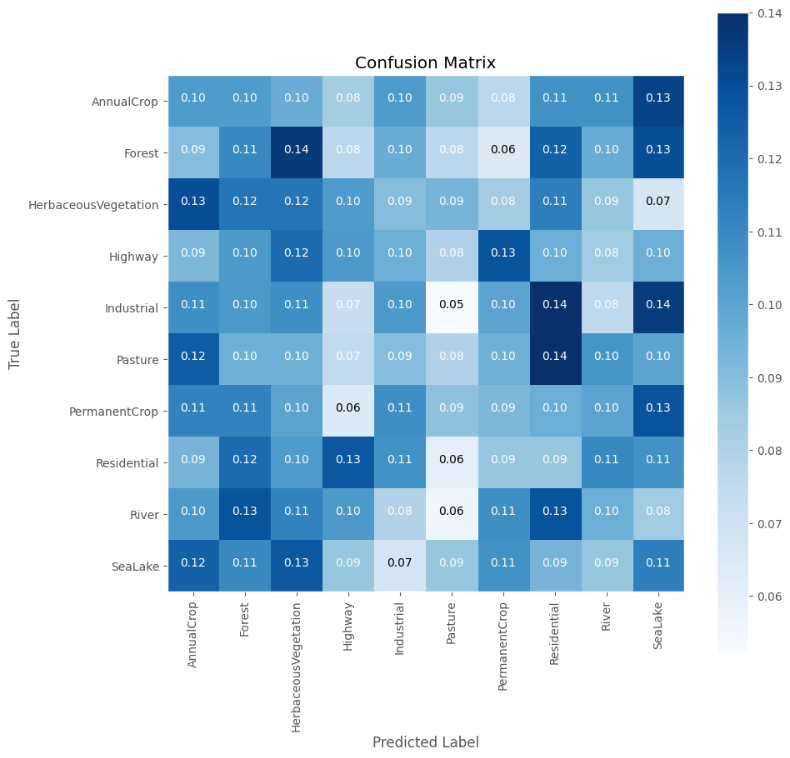 Confusion Matrix
True Label
AnnualCrop 0.10 0.10 0.10 0.08 0.10 0.09 0.08 0.11 0.11 0.13
Forest 0.09 0.11 0.14 0.08 0.10 0.08 0.06 0.12 0.10 0.13
HerbaceousVegetation 0.13 0.12 0.12 0.10 0.09 0.09 0.08 0.11 0.09 0.07
Highway 0.09 0.10 0.12 0.10 0.10 0.08 0.13 0.10 0.08 0.10
Industrial 0.11 0.10 0.11 0.07 0.10 0.05 0.10 0.14 0.08 0.14
Pasture 0.12 0.10 0.10 0.07 0.09 0.08 0.10 0.14 0.10 0.10
PermanentCrop 0.11 0.11 0.10 0.06 0.11 0.09 0.09 0.10 0.10 0.13
Residential 0.09 0.12 0.10 0.13 0.11 0.06 0.09 0.09 0.11 0.11
River 0.10 0.13 0.11 0.10 0.08 0.06 0.11 0.13 0.10 0.08
SeaLake 0.12 0.11 0.13 0.09 0.07 0.09 0.11 0.09 0.09 0.11
AnnualCrop
Forest
HerbaceousVegetation
Highway
Industrial
Pasture
PermanentCrop
Residential
River
SeaLake
Predicted Label
0.14
0.13
0.12
0.11
0.10
0.09
0.08
0.07
0.06